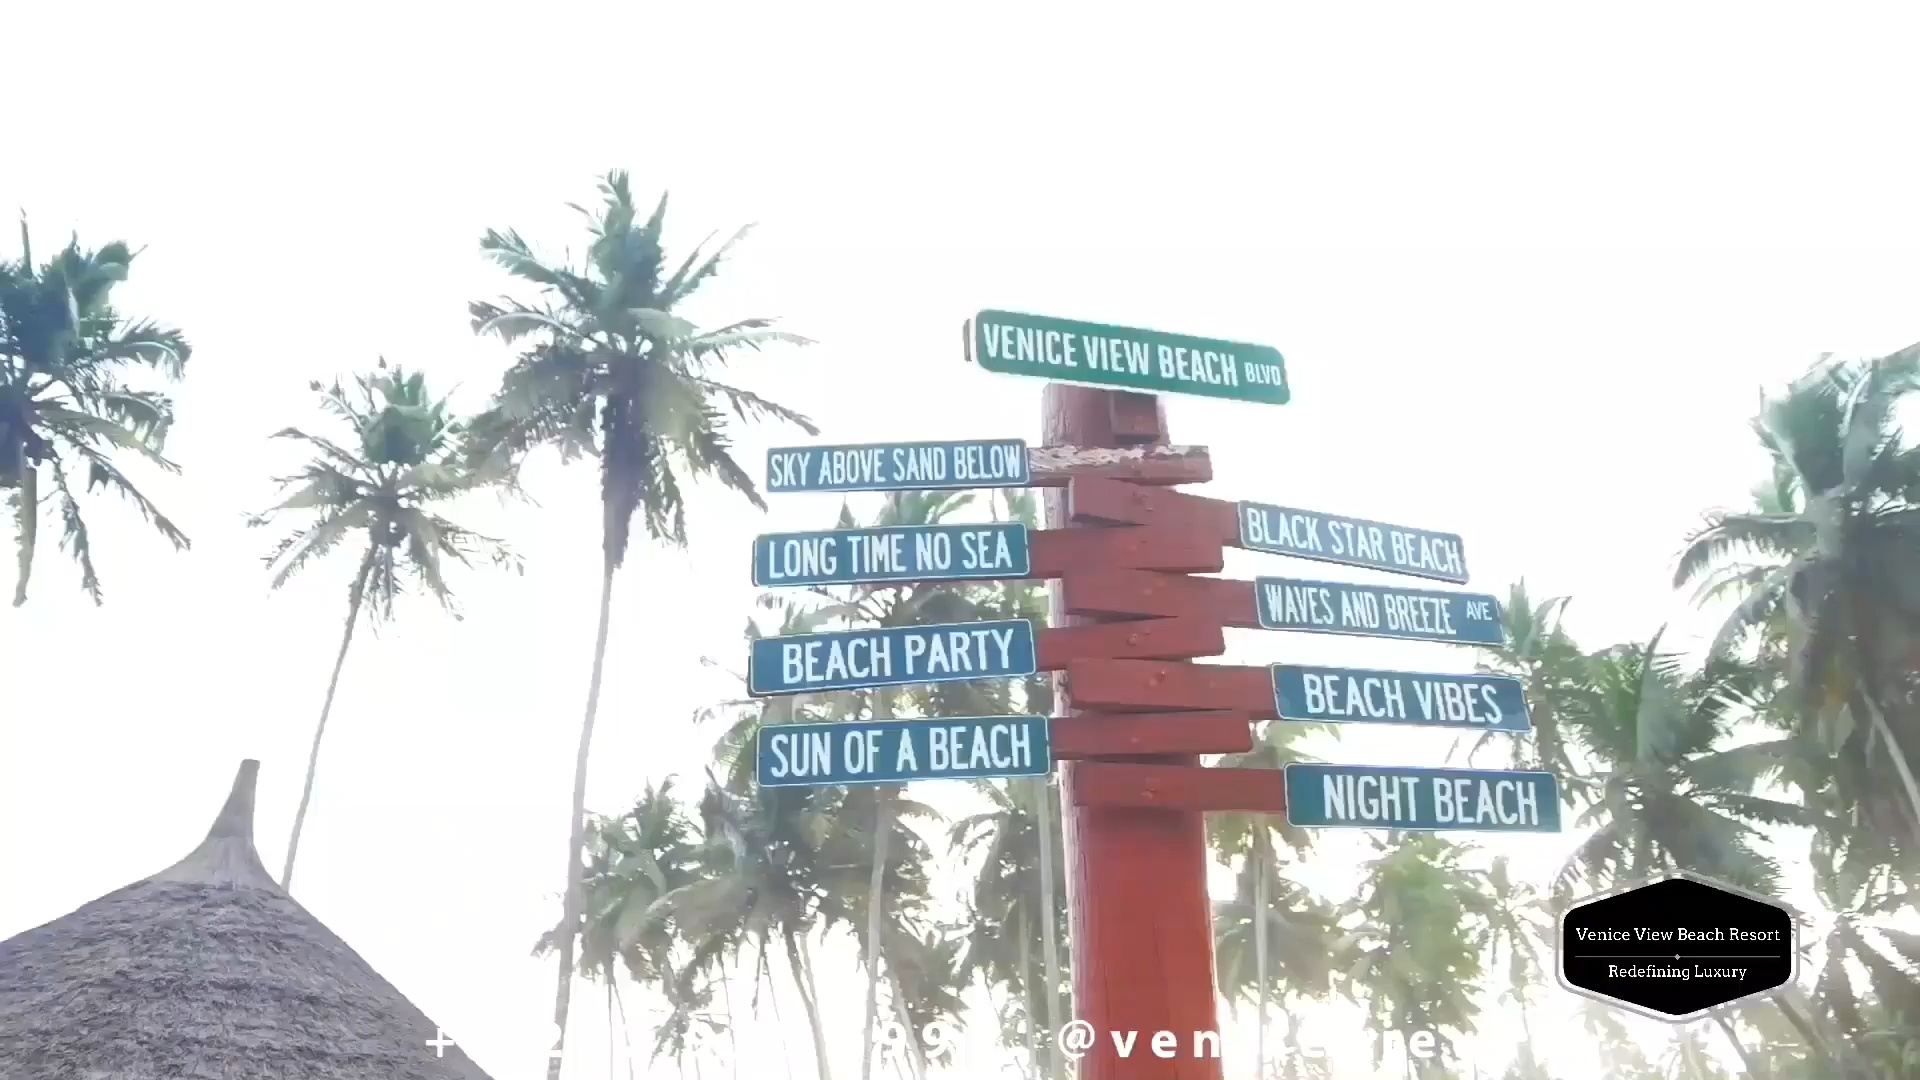 VENICE VIEW BEACH BLVD
SKY ABOVE SAND BELOW
BLACK STAR BEACH
LONG TIME NO SEA
WAVES AND BREEZE AVE
BEACH PARTY
BEACH VIBES
SUN OF A BEACH
NIGHT BEACH
Venice View Beach Resort
Redefining Luxury